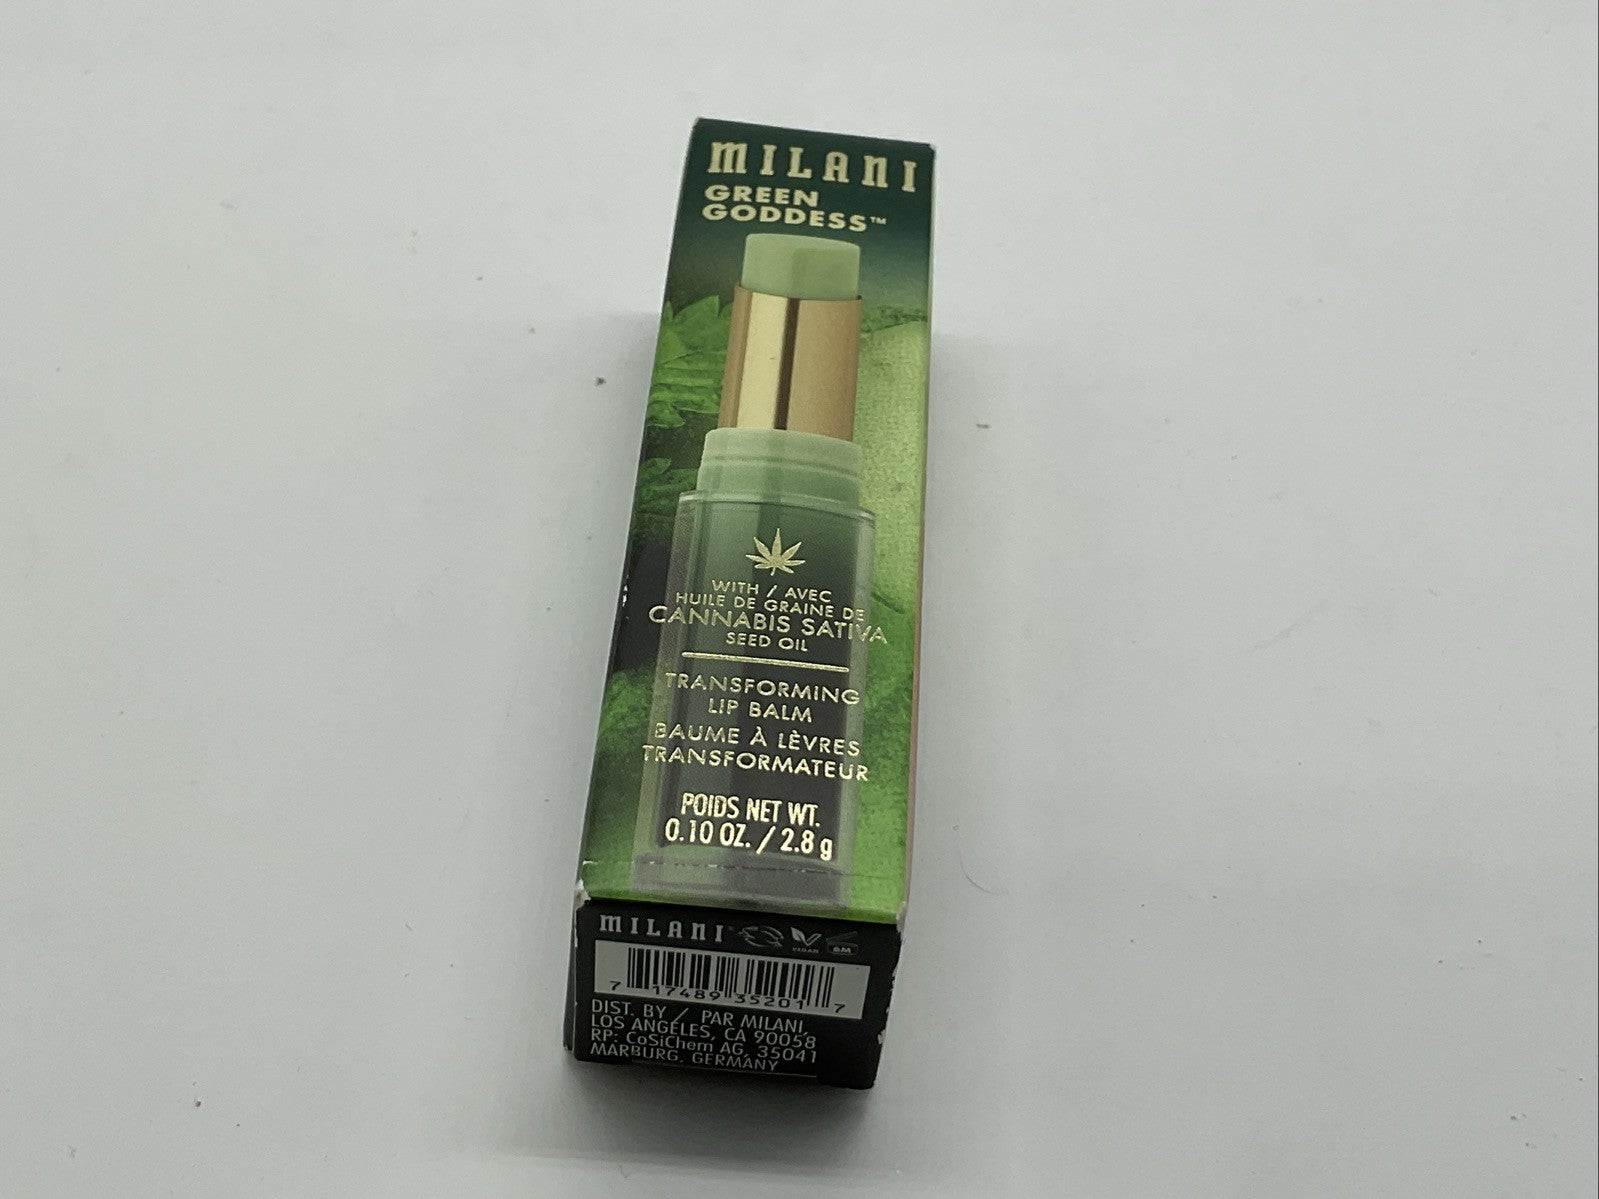 MILANI
GREEN
GODDESS™
WITH / AVEC
HUILE DE GRAINE DE
CANNABIS SATIVA
SEED OIL
TRANSFORMING
LIP BALM
BAUME À LÈVRES
TRANSFORMATEUR
POIDS NET WT.
0.10 OZ. / 2.8 g
MILANI
VEGAN
6M
7 17489 35201 7
DIST. BY / PAR MILANI,
LOS ANGELES, CA 90058
RP: CoSiChem AG, 35041
MARBURG, GERMANY